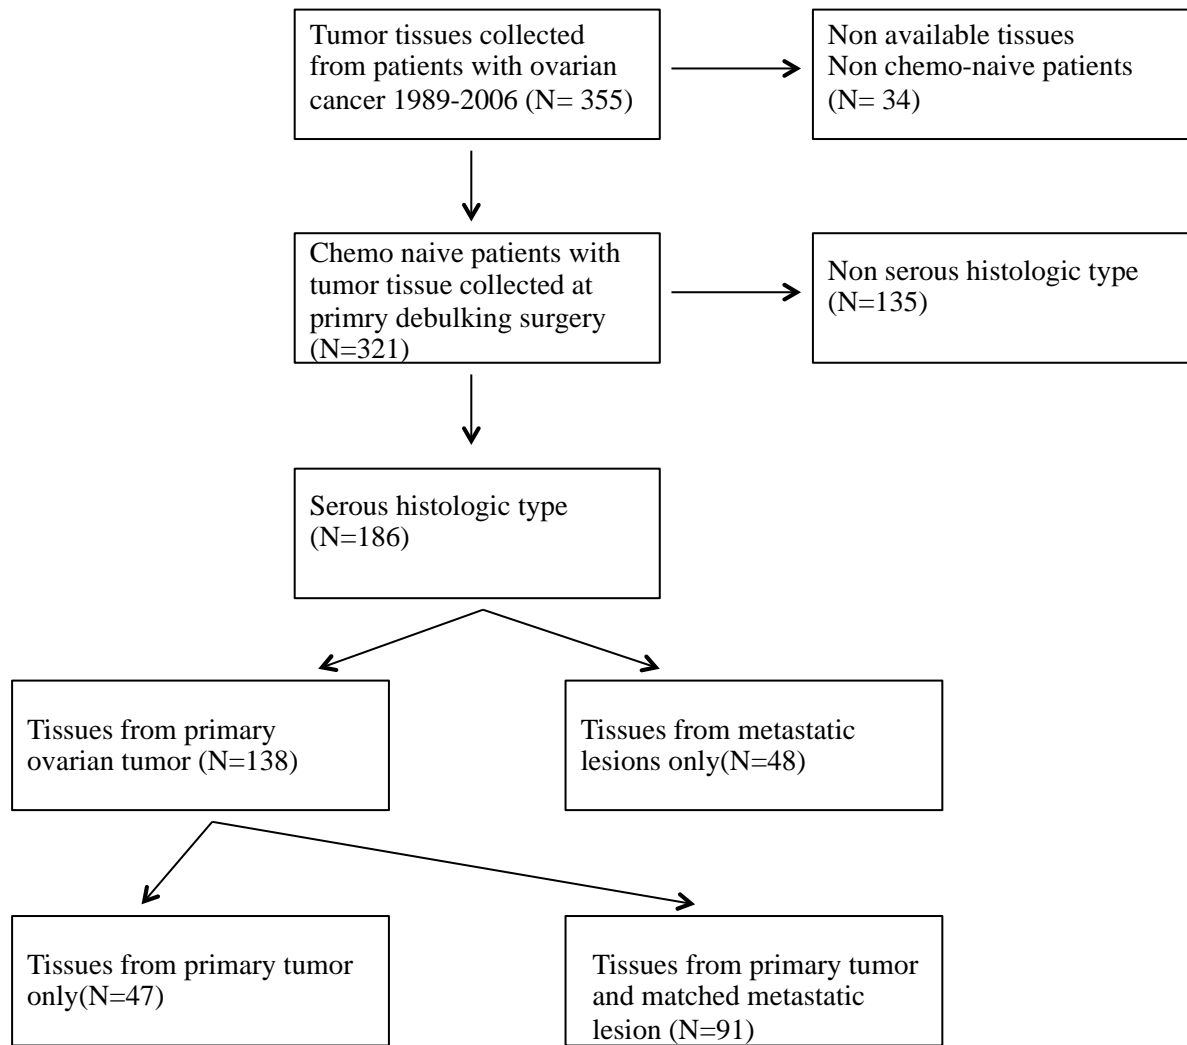 Tumor tissues collected
from patients with ovarian
cancer 1989-2006 (N= 355)
Non available tissues
Non chemo-naive patients
(N= 34)
Chemo naive patients with
tumor tissue collected at
primry debulking surgery
(N=321)
Non serous histologic type
(N=135)
Serous histologic type
(N=186)
Tissues from primary
ovarian tumor (N=138)
Tissues from metastatic
lesions only(N=48)
Tissues from primary tumor
only(N=47)
Tissues from primary tumor
and matched metastatic
lesion (N=91)